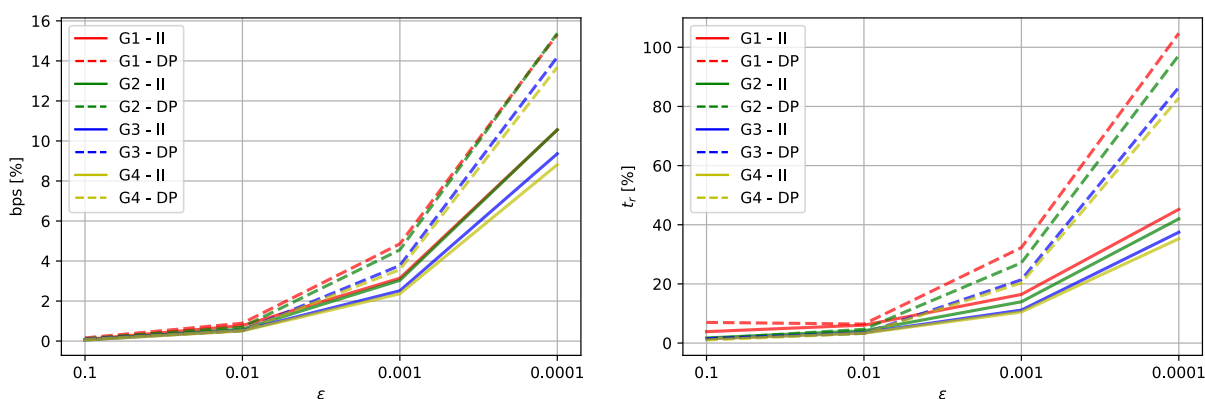 16
14
12
10
8
6
4
2
0
bps [%]
G1 - II
G1 - DP
G2 - II
G2 - DP
G3 - II
G3 - DP
G4 - II
G4 - DP
0.1
0.01
0.001
0.0001
ε
100
80
60
40
20
0
t_r [%]
G1 - II
G1 - DP
G2 - II
G2 - DP
G3 - II
G3 - DP
G4 - II
G4 - DP
0.1
0.01
0.001
0.0001
ε